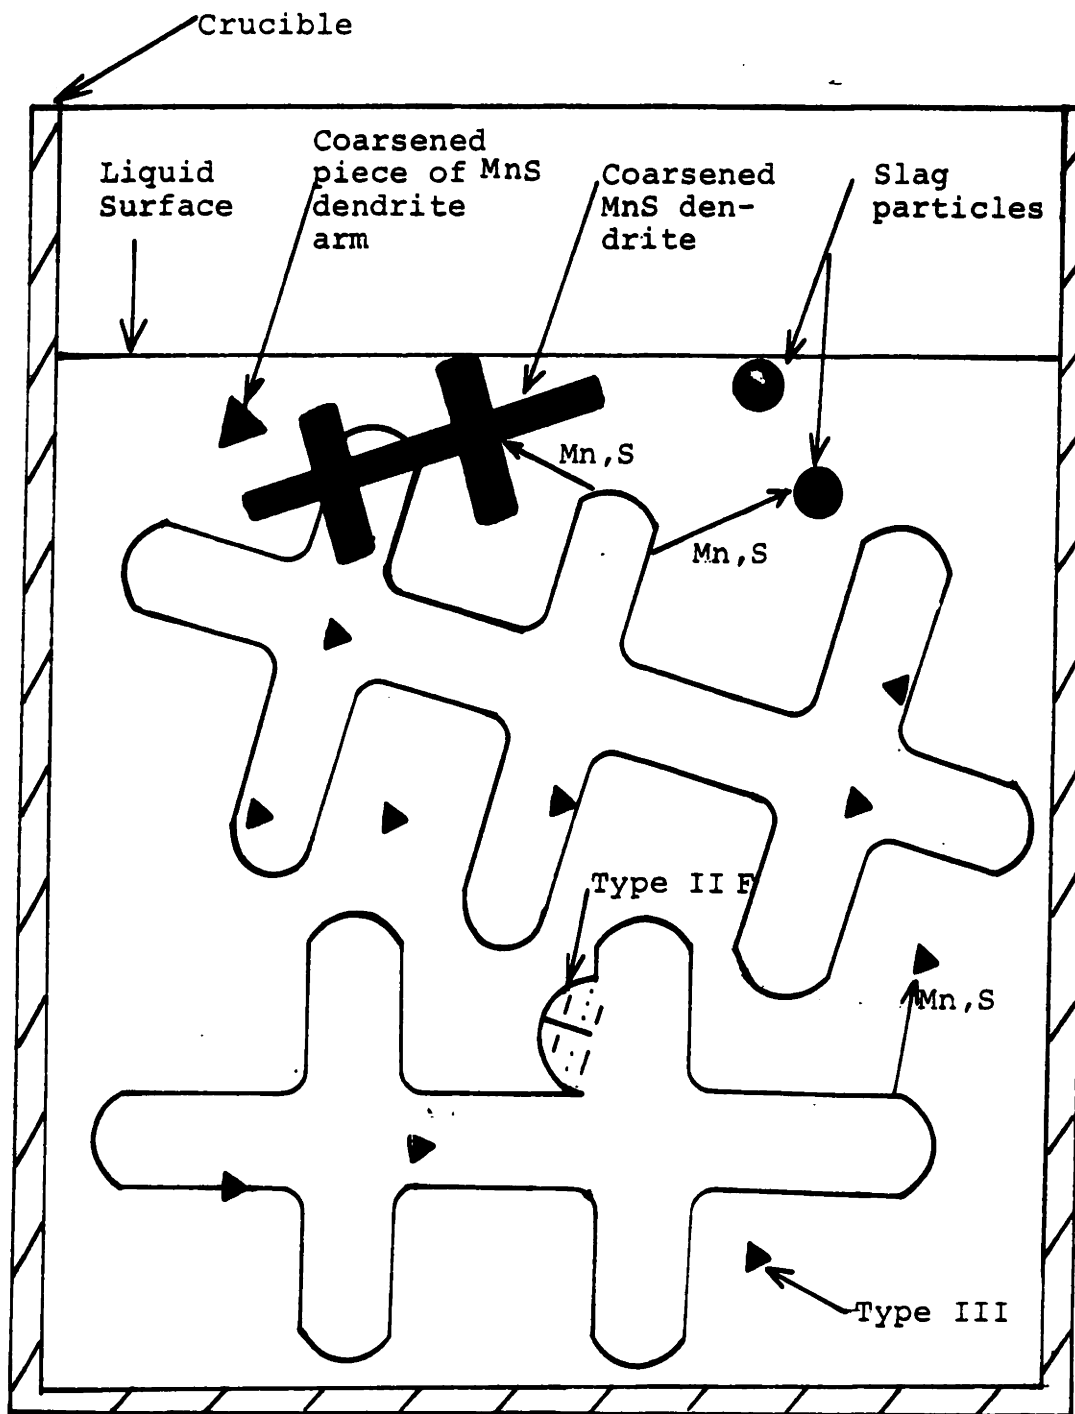 Crucible
Liquid
Surface
Coarsened
piece of MnS
dendrite
arm
Coarsened
MnS den-
drite
Slag
particles
Mn,S
Mn,S
Type II F
Mn,S
Type III